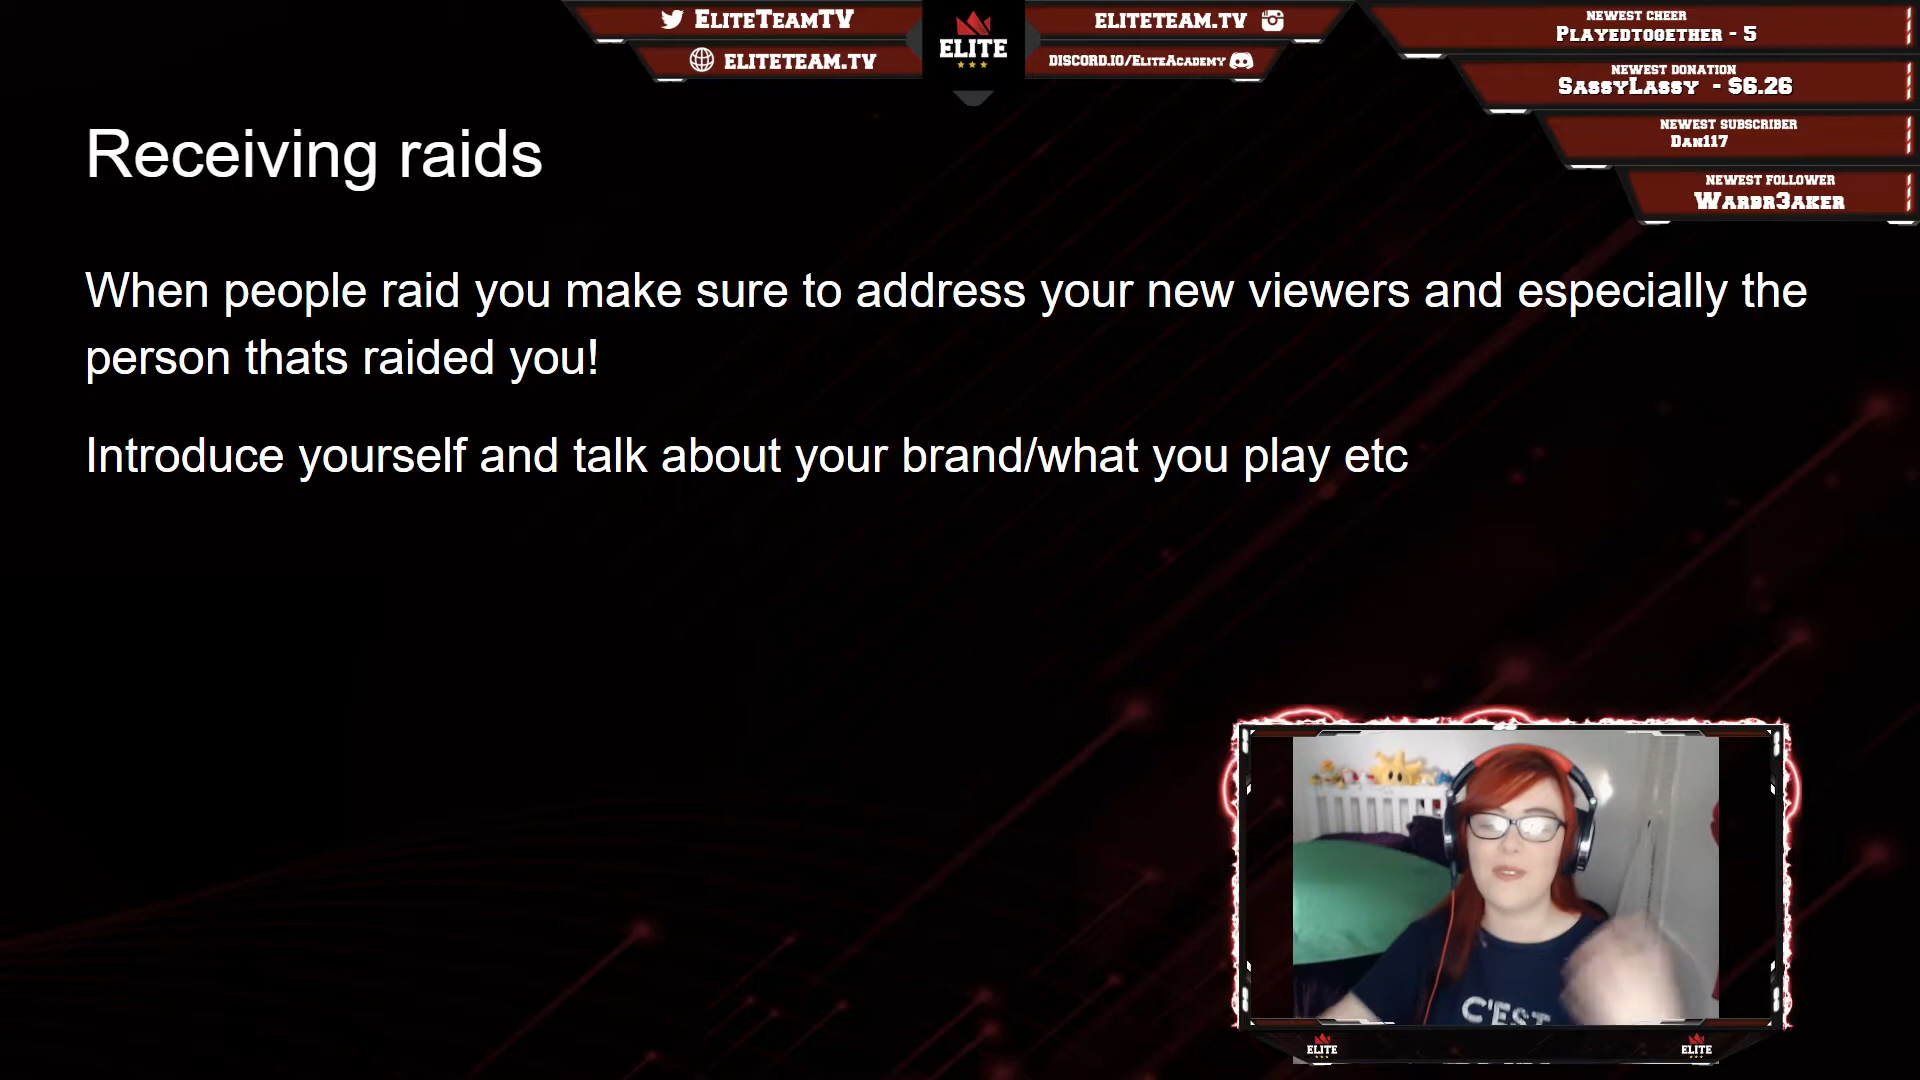 EliteTeamTV
ELITETEAM.TV
ELITE
ELITETEAM.TV
DISCORD.IO/EliteAcademy
NEWEST CHEER
Playedtogether - 5
NEWEST DONATION
SassyLassy - $6.26
NEWEST SUBSCRIBER
Dan117
NEWEST FOLLOWER
Warbr3aker
Receiving raids
When people raid you make sure to address your new viewers and especially the
person thats raided you!
Introduce yourself and talk about your brand/what you play etc
C'EST
ELITE
ELITE